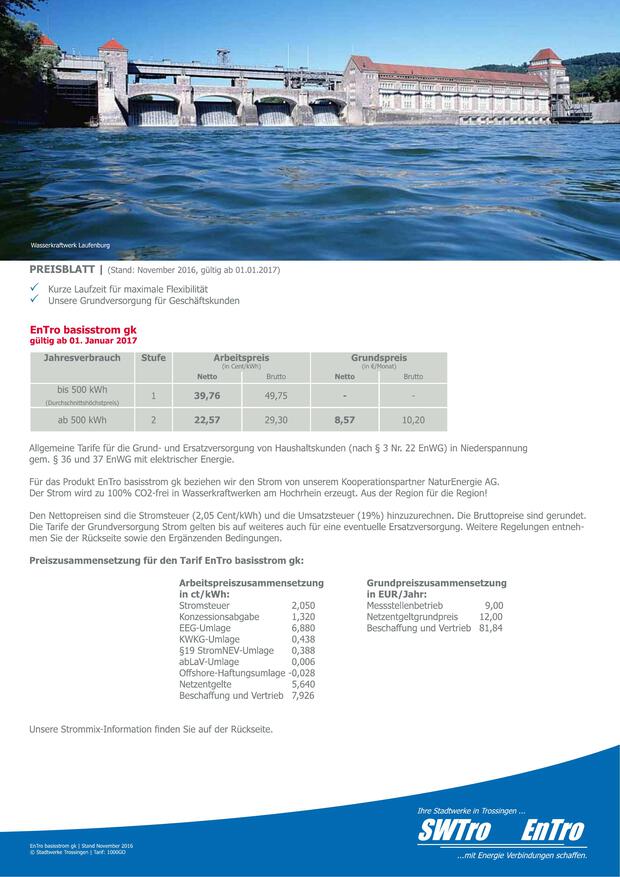 Wasserkraftwerk Laufenburg
PREISBLATT | (Stand: November 2016, gültig ab 01.01.2017)
✓ Kurze Laufzeit für maximale Flexibilität
✓ Unsere Grundversorgung für Geschäftskunden
EnTro basisstrom gk
gültig ab 01. Januar 2017
Jahresverbrauch Stufe Arbeitspreis Grundspreis
(in Cent/kWh) (in €/Monat)
Netto Brutto Netto Brutto
bis 500 kWh
(Durchschnittshöchstpreis) 1 39,76 49,75 - -
ab 500 kWh 2 22,57 29,30 8,57 10,20
Allgemeine Tarife für die Grund- und Ersatzversorgung von Haushaltskunden (nach § 3 Nr. 22 EnWG) in Niederspannung
gem. § 36 und 37 EnWG mit elektrischer Energie.
Für das Produkt EnTro basisstrom gk beziehen wir den Strom von unserem Kooperationspartner NaturEnergie AG.
Der Strom wird zu 100% CO2-frei in Wasserkraftwerken am Hochrhein erzeugt. Aus der Region für die Region!
Den Nettopreisen sind die Stromsteuer (2,05 Cent/kWh) und die Umsatzsteuer (19%) hinzuzurechnen. Die Bruttopreise sind gerundet.
Die Tarife der Grundversorgung Strom gelten bis auf weiteres auch für eine eventuelle Ersatzversorgung. Weitere Regelungen entneh-
men Sie der Rückseite sowie den Ergänzenden Bedingungen.
Preiszusammensetzung für den Tarif EnTro basisstrom gk:
Arbeitspreiszusammensetzung
in ct/kWh:
Stromsteuer 2,050
Konzessionsabgabe 1,320
EEG-Umlage 6,880
KWKG-Umlage 0,438
§19 StromNEV-Umlage 0,388
abLaV-Umlage 0,006
Offshore-Haftungsumlage -0,028
Netzentgelte 5,640
Beschaffung und Vertrieb 7,926
Grundpreiszusammensetzung
in EUR/Jahr:
Messstellenbetrieb 9,00
Netzentgeltgrundpreis 12,00
Beschaffung und Vertrieb 81,84
Unsere Strommix-Information finden Sie auf der Rückseite.
Ihre Stadtwerke in Trossingen ...
SWTro EnTro
...mit Energie Verbindungen schaffen.
EnTro basisstrom gk | Stand November 2016
© Stadtwerke Trossingen | Tarif: 1000GO